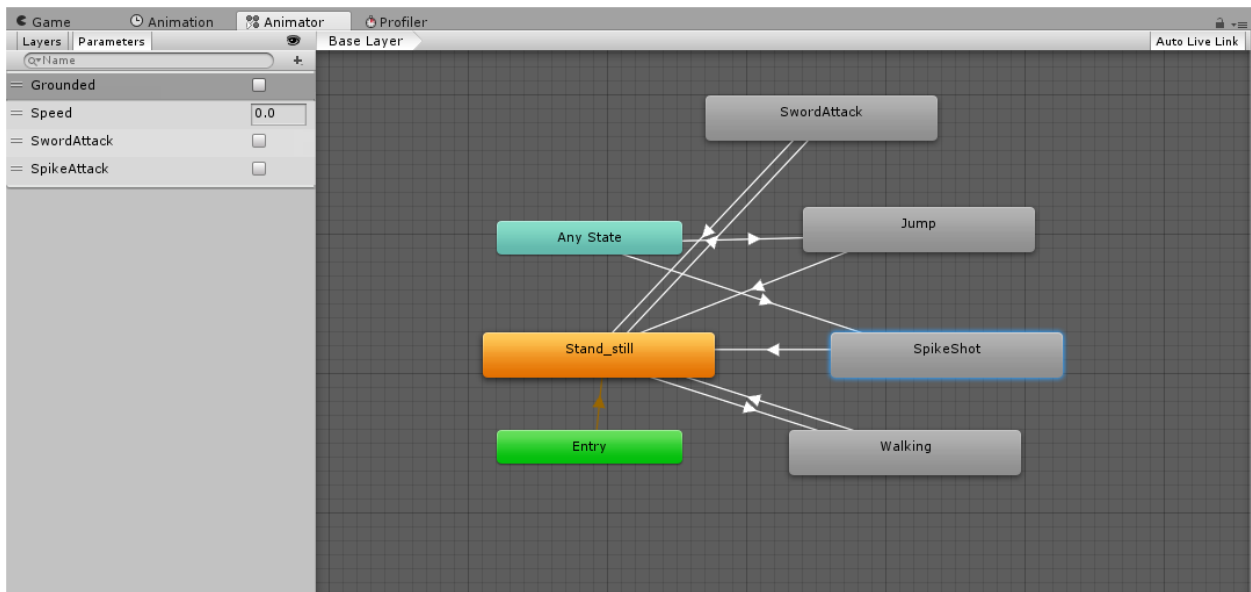 Game Animation Animator Profiler
Layers Parameters Base Layer Auto Live Link
Name
Grounded
Speed 0.0
SwordAttack
SpikeAttack
SwordAttack
Jump
Any State
Stand_still
SpikeShot
Entry
Walking